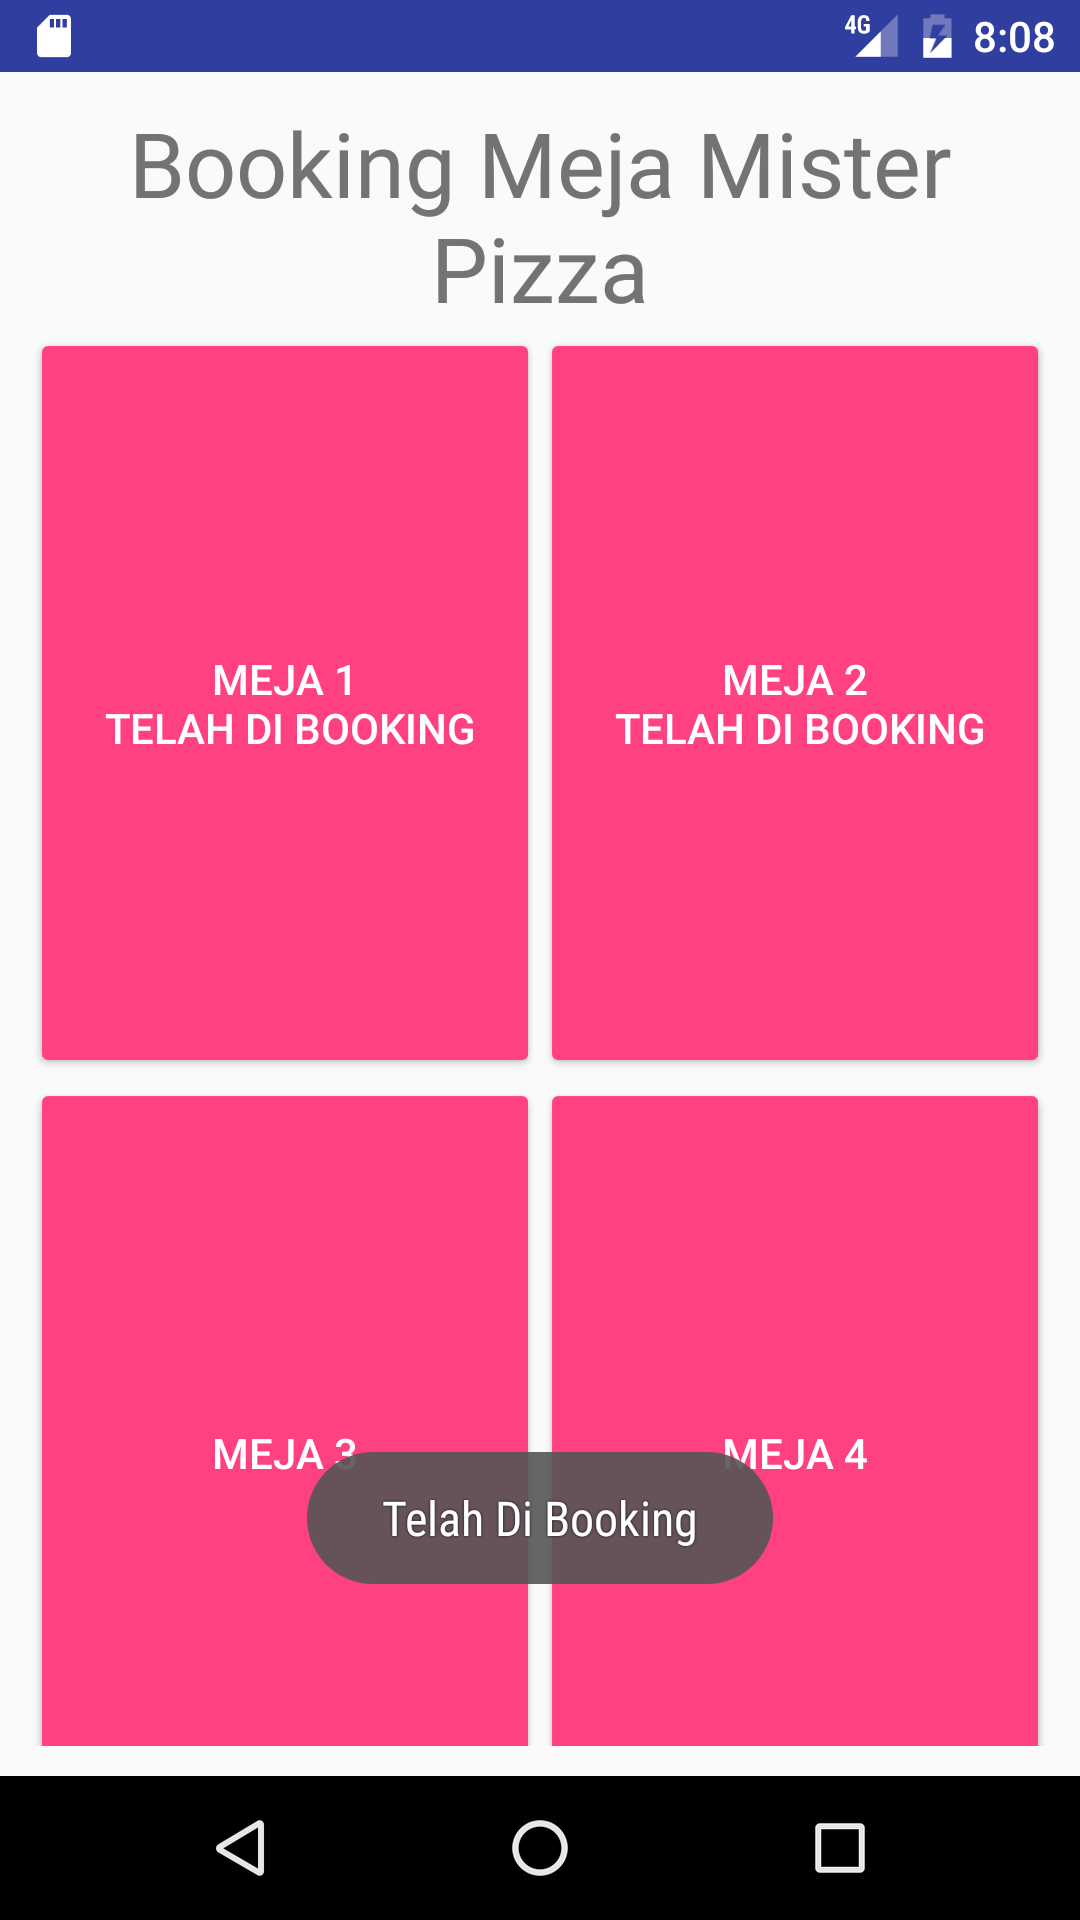 4G 8:08
Booking Meja Mister
Pizza
MEJA 1
TELAH DI BOOKING
MEJA 2
TELAH DI BOOKING
MEJA 3
MEJA 4
Telah Di Booking